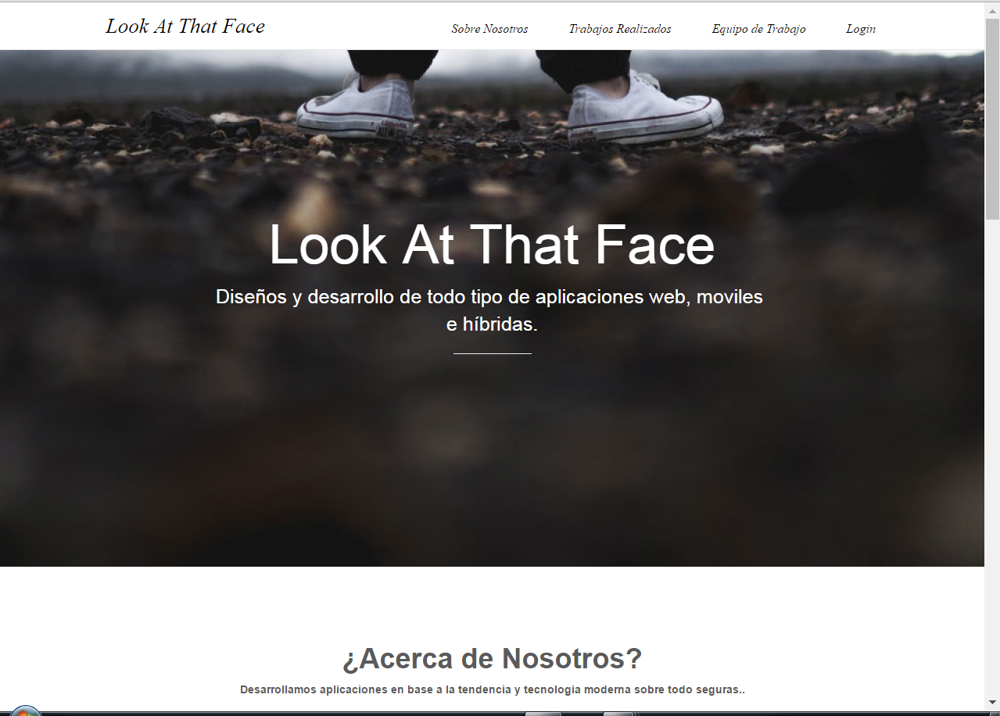 Look At That Face
Sobre Nosotros
Trabajos Realizados
Equipo de Trabajo
Login
Look At That Face
Diseños y desarrollo de todo tipo de aplicaciones web, moviles
e híbridas.
¿Acerca de Nosotros?
Desarrollamos aplicaciones en base a la tendencia y tecnologia moderna sobre todo seguras..